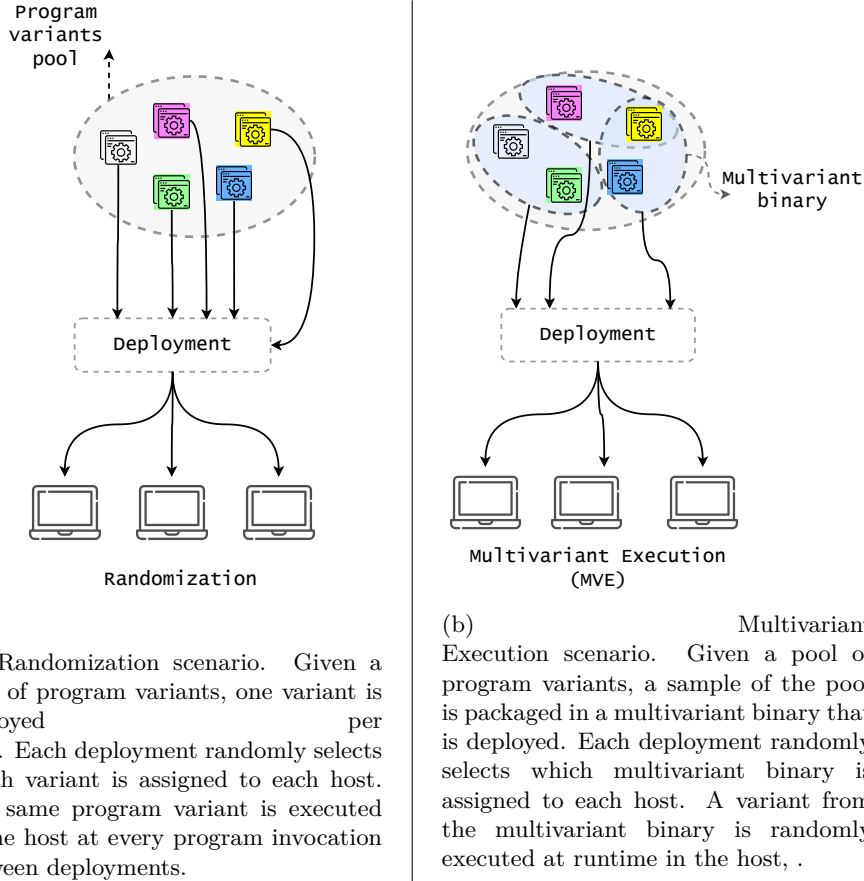 Program
variants
pool
Deployment
Randomization
Randomization scenario. Given a
of program variants, one variant is
oyed per
. Each deployment randomly selects
h variant is assigned to each host.
same program variant is executed
he host at every program invocation
ween deployments.
Multivariant
binary
Deployment
Multivariant Execution
(MVE)
(b) Multivariant
Execution scenario. Given a pool of
program variants, a sample of the pool
is packaged in a multivariant binary that
is deployed. Each deployment randomly
selects which multivariant binary is
assigned to each host. A variant from
the multivariant binary is randomly
executed at runtime in the host, .